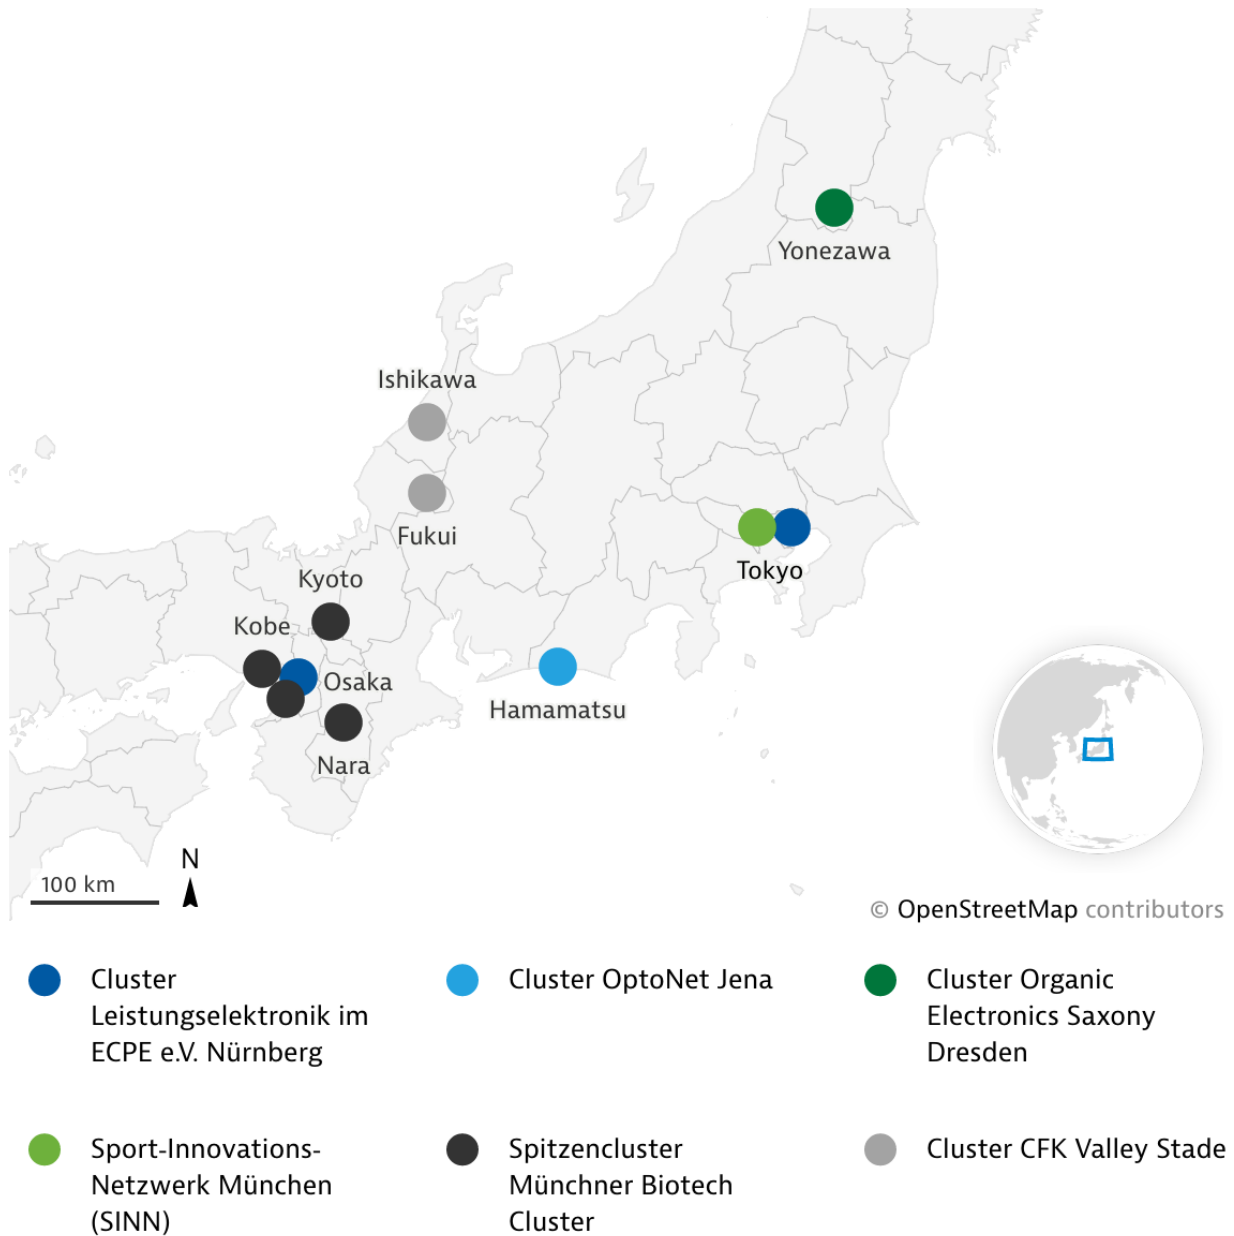 Yonezawa
Ishikawa
Fukui
Tokyo
Kyoto
Kobe
Osaka
Hamamatsu
Nara
N
100 km
© OpenStreetMap contributors
Cluster
Leistungselektronik im
ECPE e.V. Nürnberg
Cluster OptoNet Jena
Cluster Organic
Electronics Saxony
Dresden
Sport-Innovations-
Netzwerk München
(SINN)
Spitzencluster
Münchner Biotech
Cluster
Cluster CFK Valley Stade